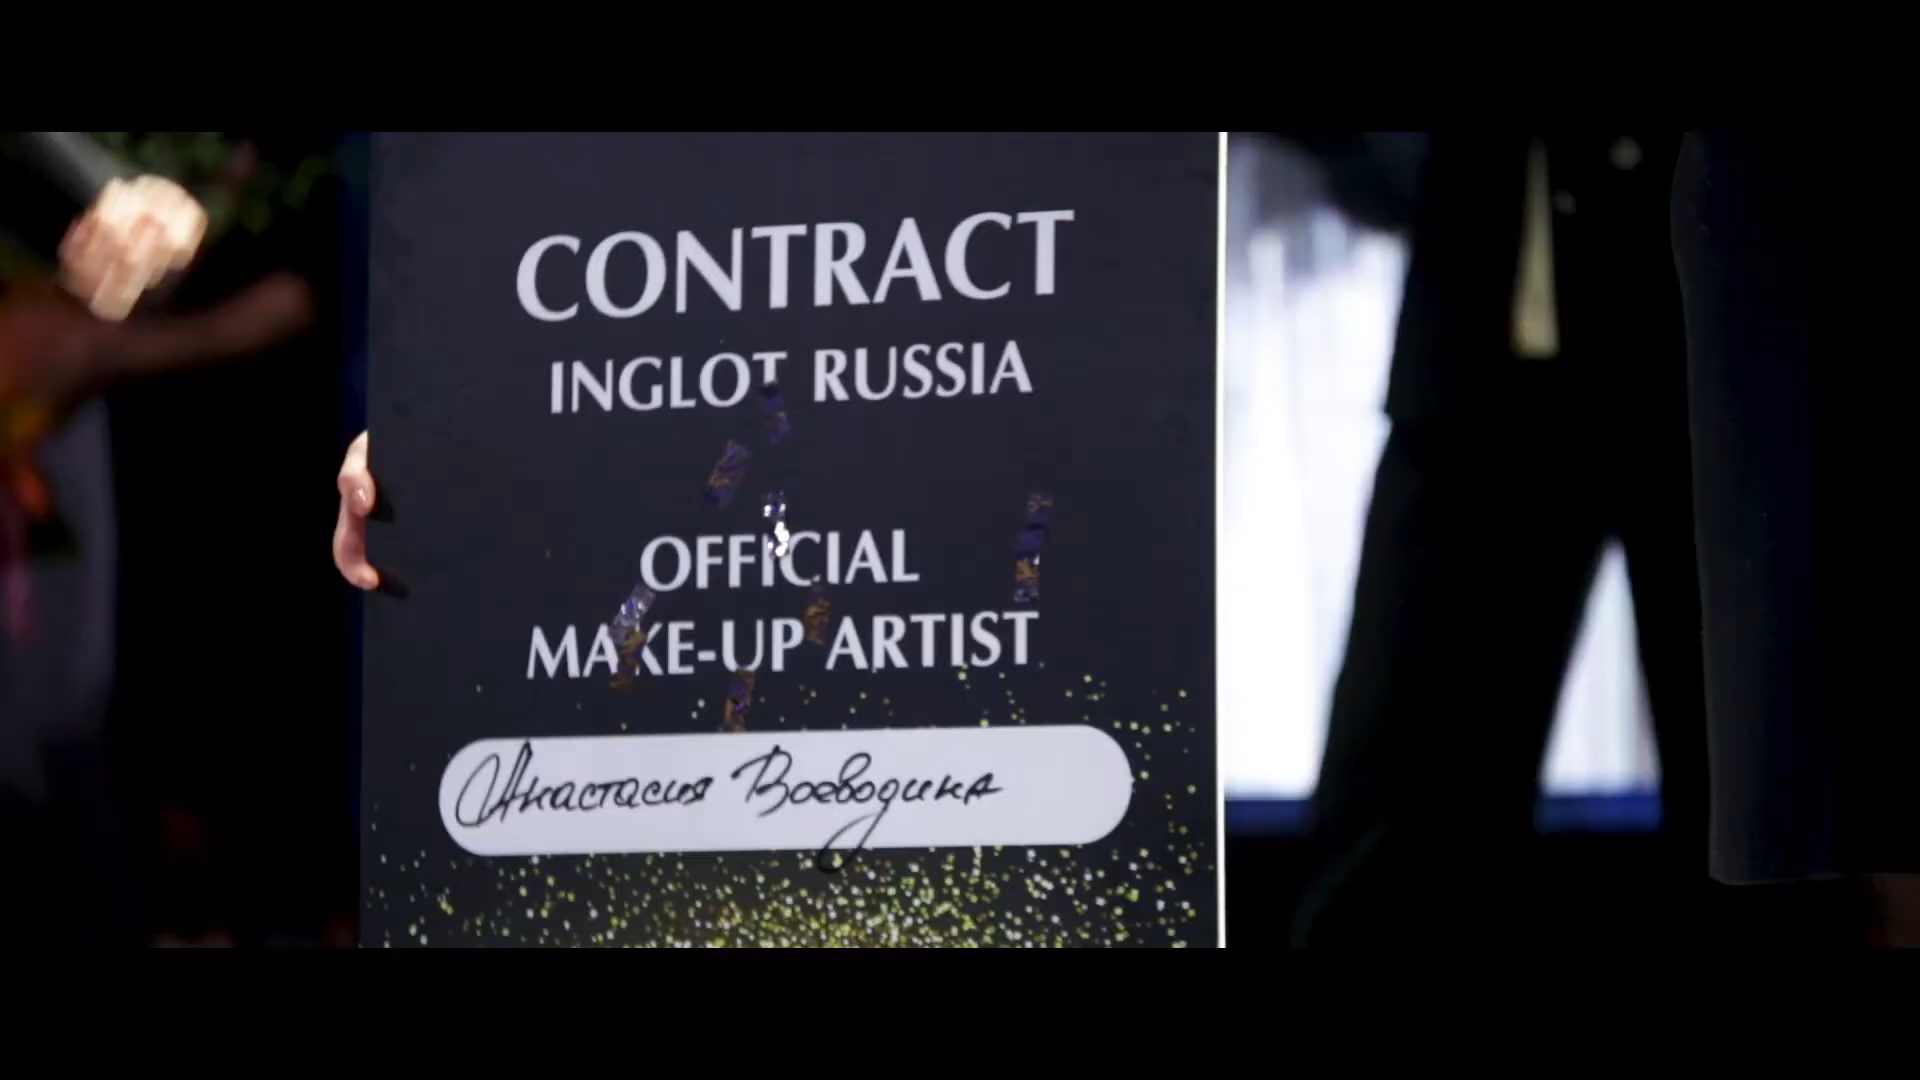 CONTRACT
INGLOT RUSSIA
OFFICIAL
MAKE-UP ARTIST
Анастасия Воеводина